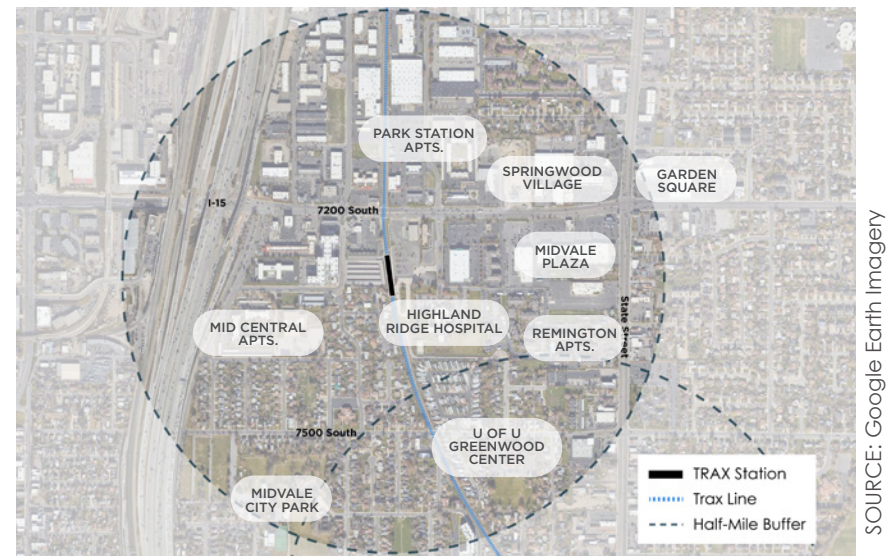 PARK STATION
APTS.
SPRINGWOOD
VILLAGE
GARDEN
SQUARE
I-15
7200 South
MIDVALE
PLAZA
HIGHLAND
RIDGE HOSPITAL
MID CENTRAL
APTS.
REMINGTON
APTS.
State Street
7500 South
U OF U
GREENWOOD
CENTER
MIDVALE
CITY PARK
TRAX Station
Trax Line
Half-Mile Buffer
SOURCE: Google Earth Imagery